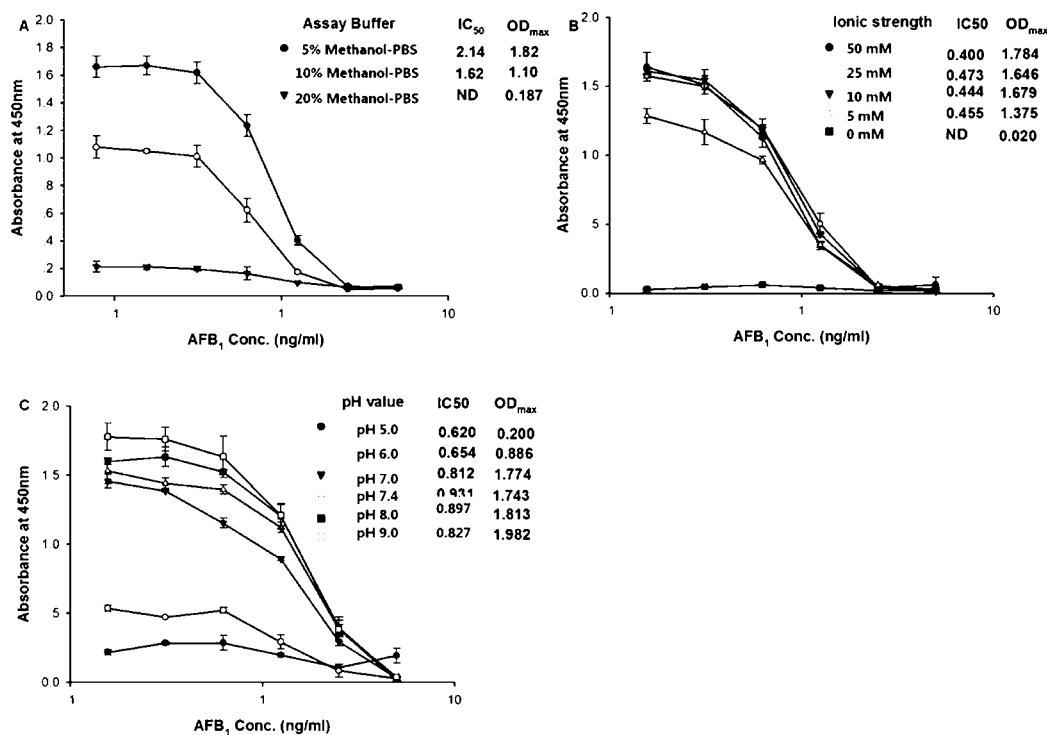 A
Assay Buffer IC50 ODmax
5% Methanol-PBS 2.14 1.82
10% Methanol-PBS 1.62 1.10
20% Methanol-PBS ND 0.187
Absorbance at 450nm
2.0
1.8
1.6
1.4
1.2
1.0
.8
.6
.4
.2
0.0
1 1 10
AFB1 Conc. (ng/ml)
B
Ionic strength IC50 ODmax
50 mM 0.400 1.784
25 mM 0.473 1.646
10 mM 0.444 1.679
5 mM 0.455 1.375
0 mM ND 0.020
Absorbance at 450nm
2.0
1.5
1.0
.5
0.0
1 10
AFB1 Conc. (ng/ml)
C
pH value IC50 ODmax
pH 5.0 0.620 0.200
pH 6.0 0.654 0.886
pH 7.0 0.812 1.774
pH 7.4 0.931 1.743
pH 8.0 0.897 1.813
pH 9.0 0.827 1.982
Absorbance at 450nm
2.0
1.5
1.0
.5
0.0
1 1 10
AFB1 Conc. (ng/ml)